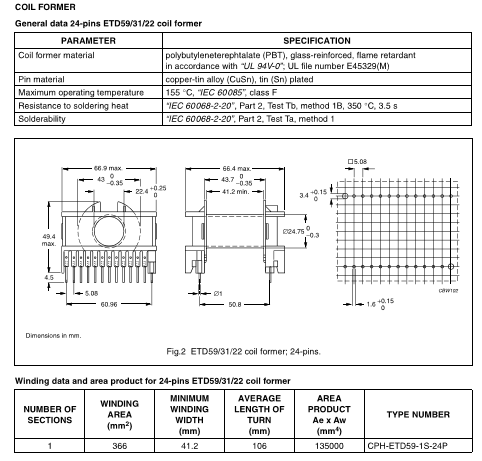 COIL FORMER
General data 24-pins ETD59/31/22 coil former
PARAMETER SPECIFICATION
Coil former material polybutyleneterephtalate (PBT), glass-reinforced, flame retardant
in accordance with “UL 94V-0”; UL file number E45329(M)
Pin material copper-tin alloy (CuSn), tin (Sn) plated
Maximum operating temperature 155 °C, “IEC 60085”, class F
Resistance to soldering heat “IEC 60068-2-20”, Part 2, Test Tb, method 1B, 350 °C, 3.5 s
Solderability “IEC 60068-2-20”, Part 2, Test Ta, method 1
66.9 max.
43 0 −0.35
22.4 +0.25 0
49.4 max.
4.5
5.08
60.96
66.4 max.
43.7 0 −0.35
41.2 min.
∅24.75 0 −0.3
∅1
50.8
□5.08
3.4 +0.15 0
1.6 +0.15 0
CBW192
Dimensions in mm.
Fig.2 ETD59/31/22 coil former; 24-pins.
Winding data and area product for 24-pins ETD59/31/22 coil former
NUMBER OF SECTIONS WINDING AREA (mm2) MINIMUM WINDING WIDTH (mm) AVERAGE LENGTH OF TURN (mm) AREA PRODUCT Ae x Aw (mm4) TYPE NUMBER
1 366 41.2 106 135000 CPH-ETD59-1S-24P